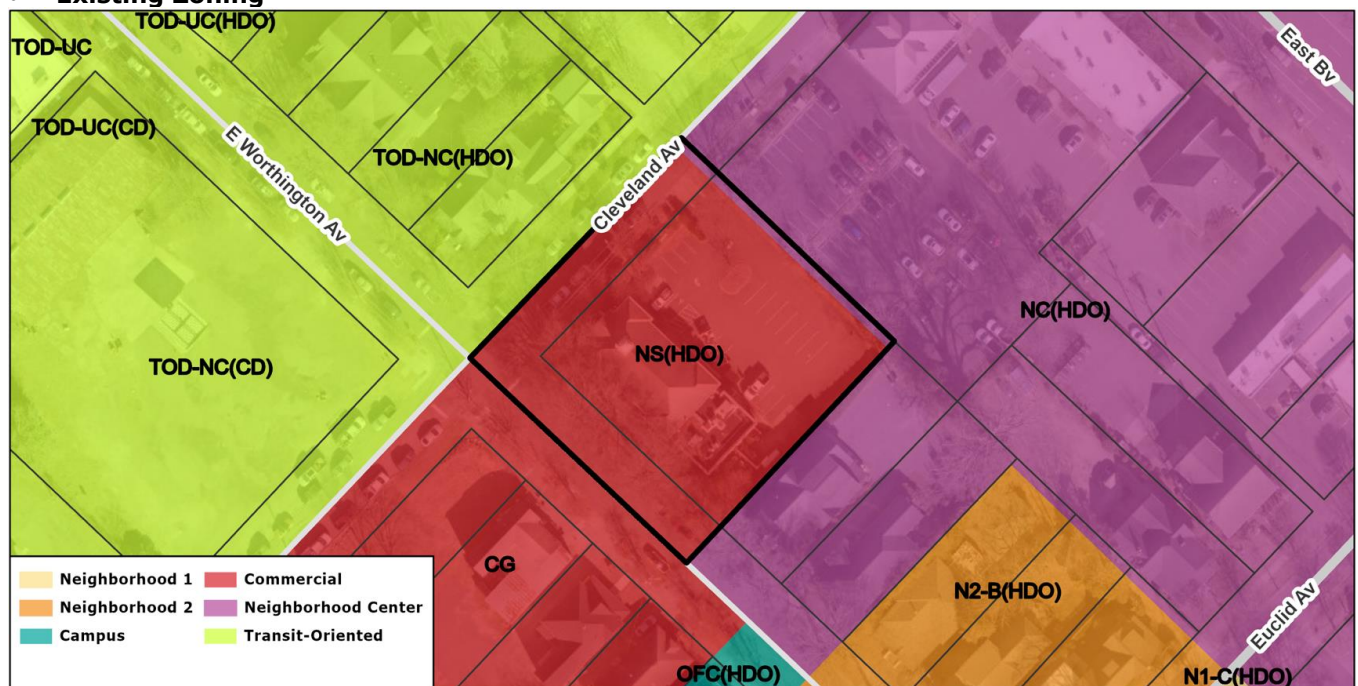 Existing Zoning
TOD-UC(HDO)
TOD-UC
East Bv
TOD-UC(CD)
E Worthington Av
TOD-NC(HDO)
Cleveland Av
NC(HDO)
NS(HDO)
TOD-NC(CD)
CG
Neighborhood 1
Commercial
Neighborhood 2
Neighborhood Center
Campus
Transit-Oriented
N2-B(HDO)
Euclid Av
OFC(HDO)
N1-C(HDO)